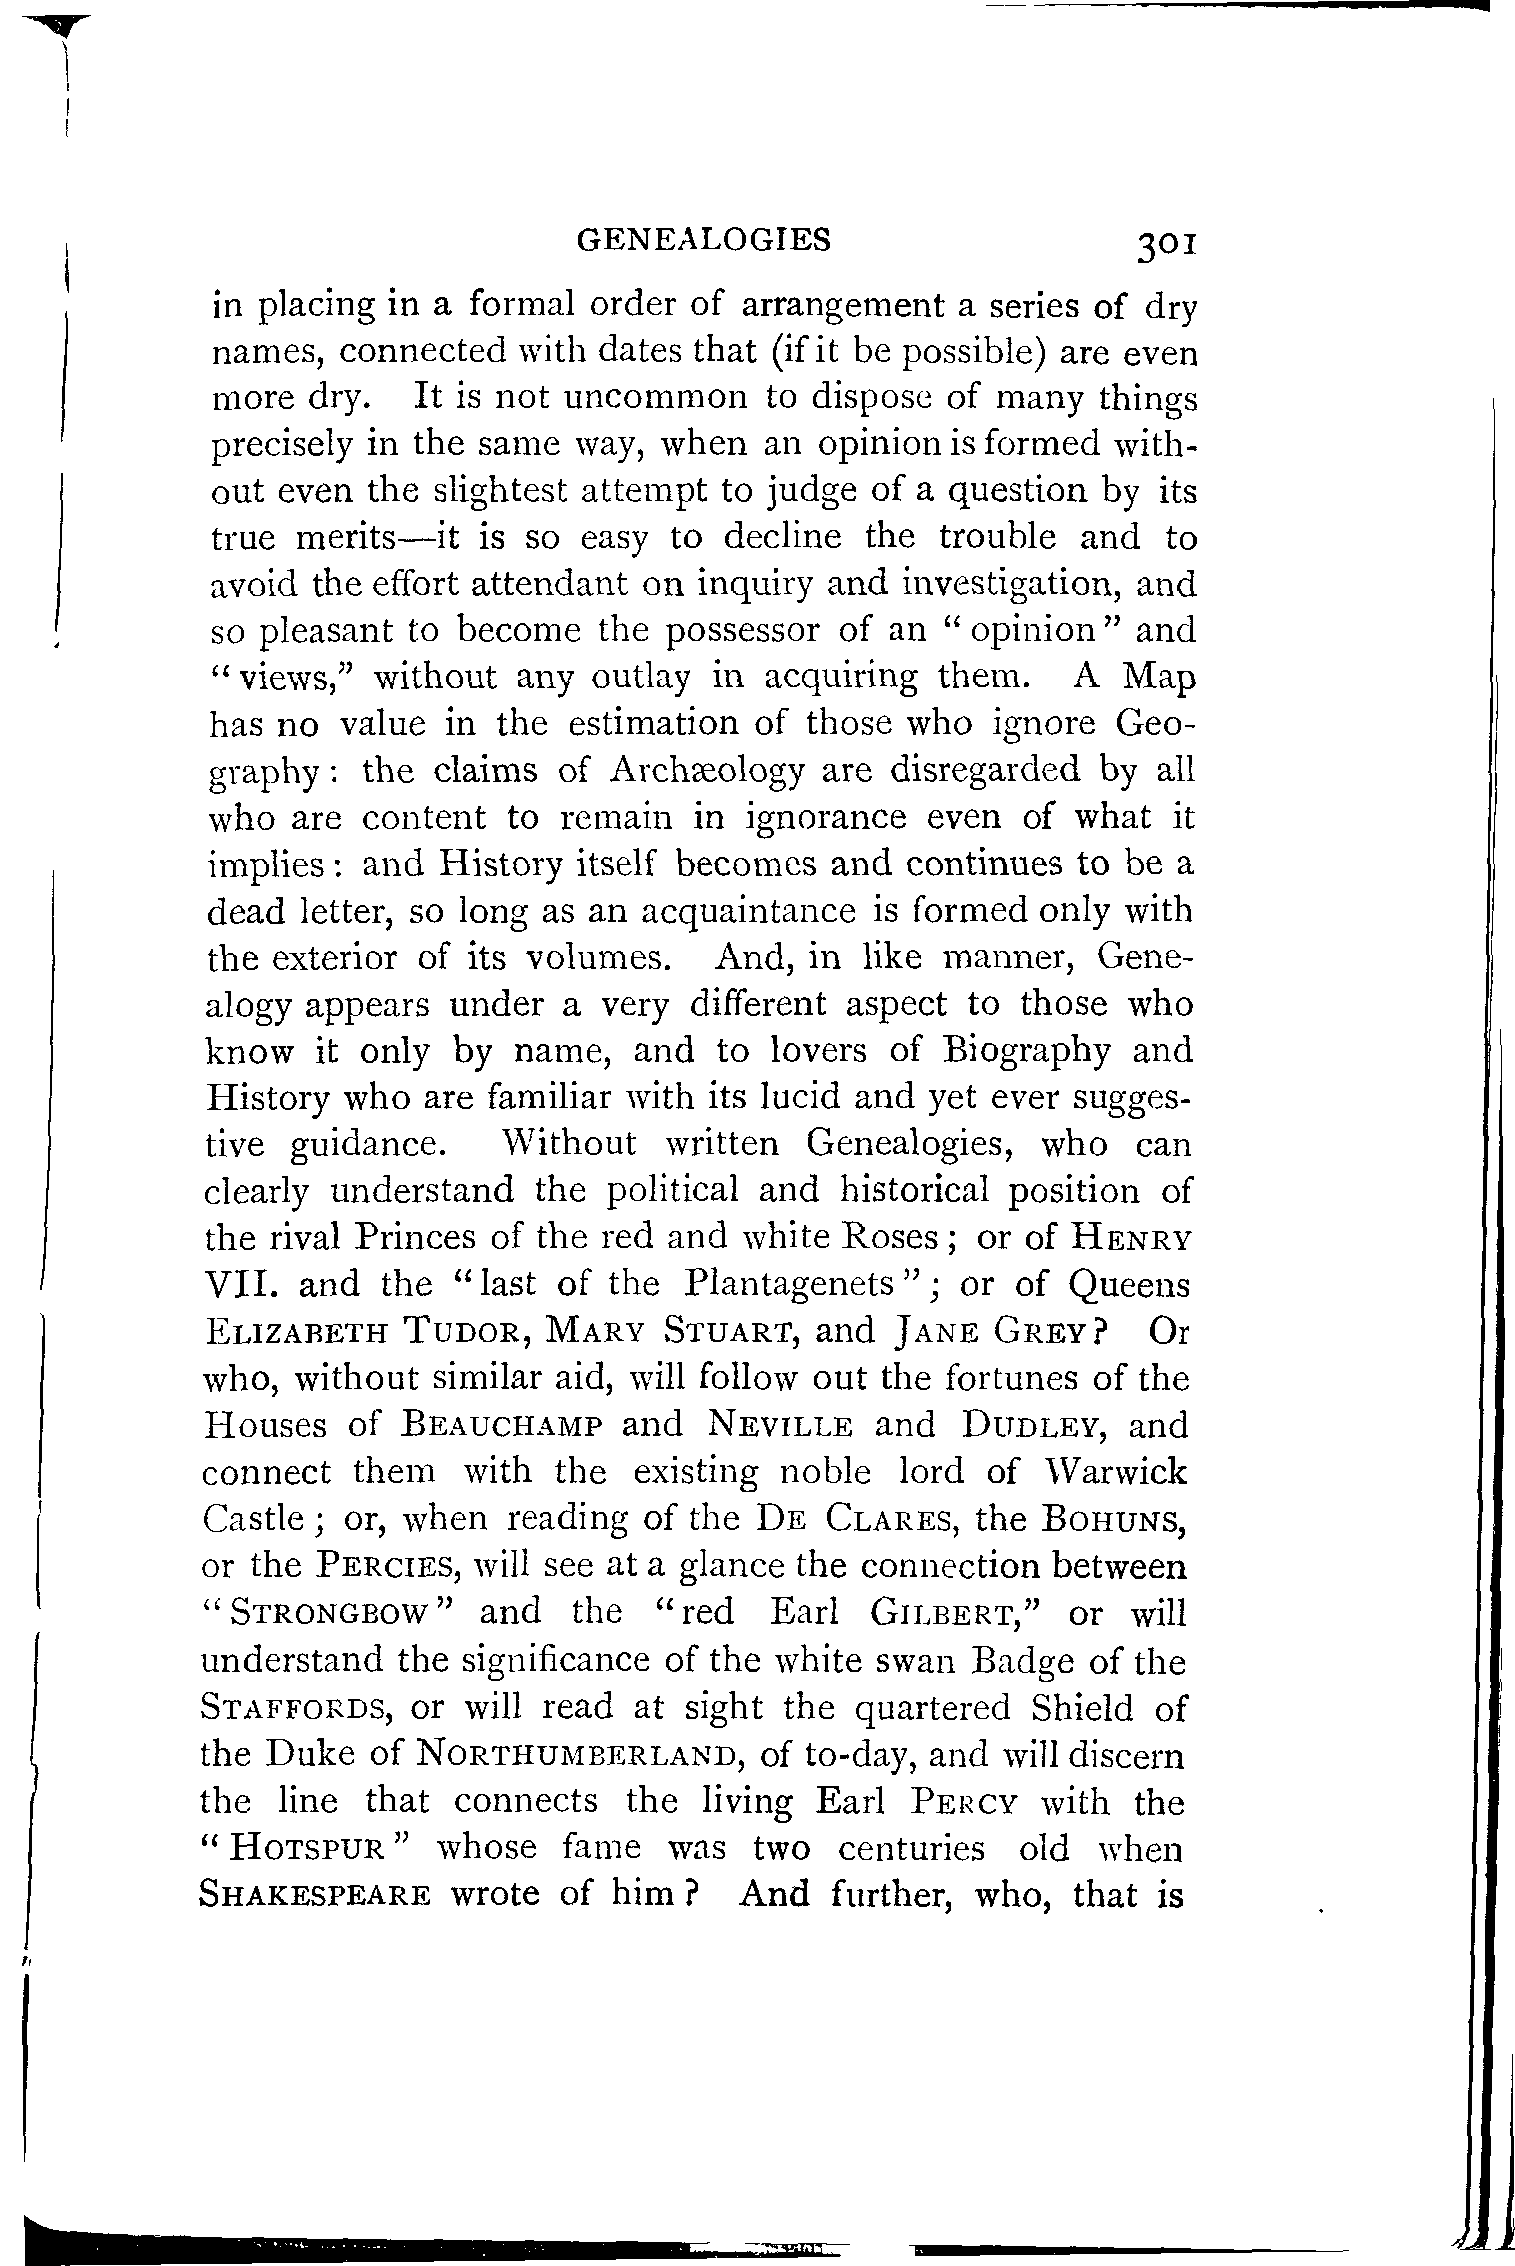 GENEALOGIES 301
in placing in a formal order of arrangement a series of dry
names, connected with dates that (if it be possible) are even
more dry. It is not uncommon to dispose of many things
precisely in the same way, when an opinion is formed with-
out even the slightest attempt to judge of a question by its
true merits—it is so easy to decline the trouble and to
avoid the effort attendant on inquiry and investigation, and
so pleasant to become the possessor of an “opinion” and
“views,” without any outlay in acquiring them. A Map
has no value in the estimation of those who ignore Geo-
graphy: the claims of Archæology are disregarded by all
who are content to remain in ignorance even of what it
implies: and History itself becomes and continues to be a
dead letter, so long as an acquaintance is formed only with
the exterior of its volumes. And, in like manner, Gene-
alogy appears under a very different aspect to those who
know it only by name, and to lovers of Biography and
History who are familiar with its lucid and yet ever sugges-
tive guidance. Without written Genealogies, who can
clearly understand the political and historical position of
the rival Princes of the red and white Roses; or of HENRY
VII. and the “last of the Plantagenets”; or of Queens
ELIZABETH TUDOR, MARY STUART, and JANE GREY? Or
who, without similar aid, will follow out the fortunes of the
Houses of BEAUCHAMP and NEVILLE and DUDLEY, and
connect them with the existing noble lord of Warwick
Castle; or, when reading of the DE CLARES, the BOHUNS,
or the PERCIES, will see at a glance the connection between
“STRONGBOW” and the “red Earl GILBERT,” or will
understand the significance of the white swan Badge of the
STAFFORDS, or will read at sight the quartered Shield of
the Duke of NORTHUMBERLAND, of to-day, and will discern
the line that connects the living Earl PERCY with the
“HOTSPUR” whose fame was two centuries old when
SHAKESPEARE wrote of him? And further, who, that is